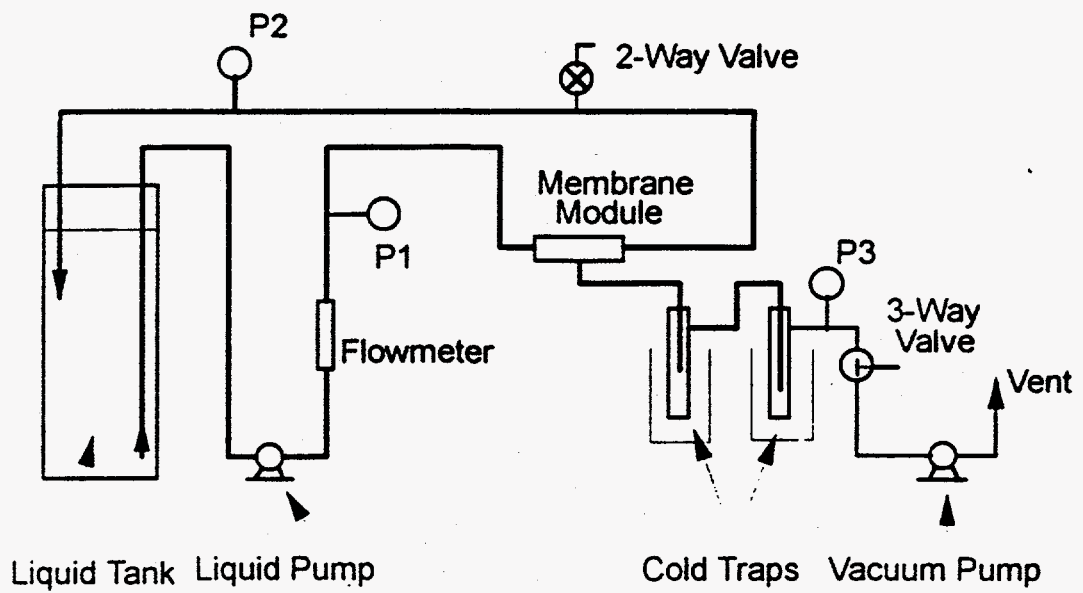 P2
2-Way Valve
Membrane
Module
P1
P3
3-Way
Valve
Flowmeter
Vent
Liquid Tank
Liquid Pump
Cold Traps
Vacuum Pump